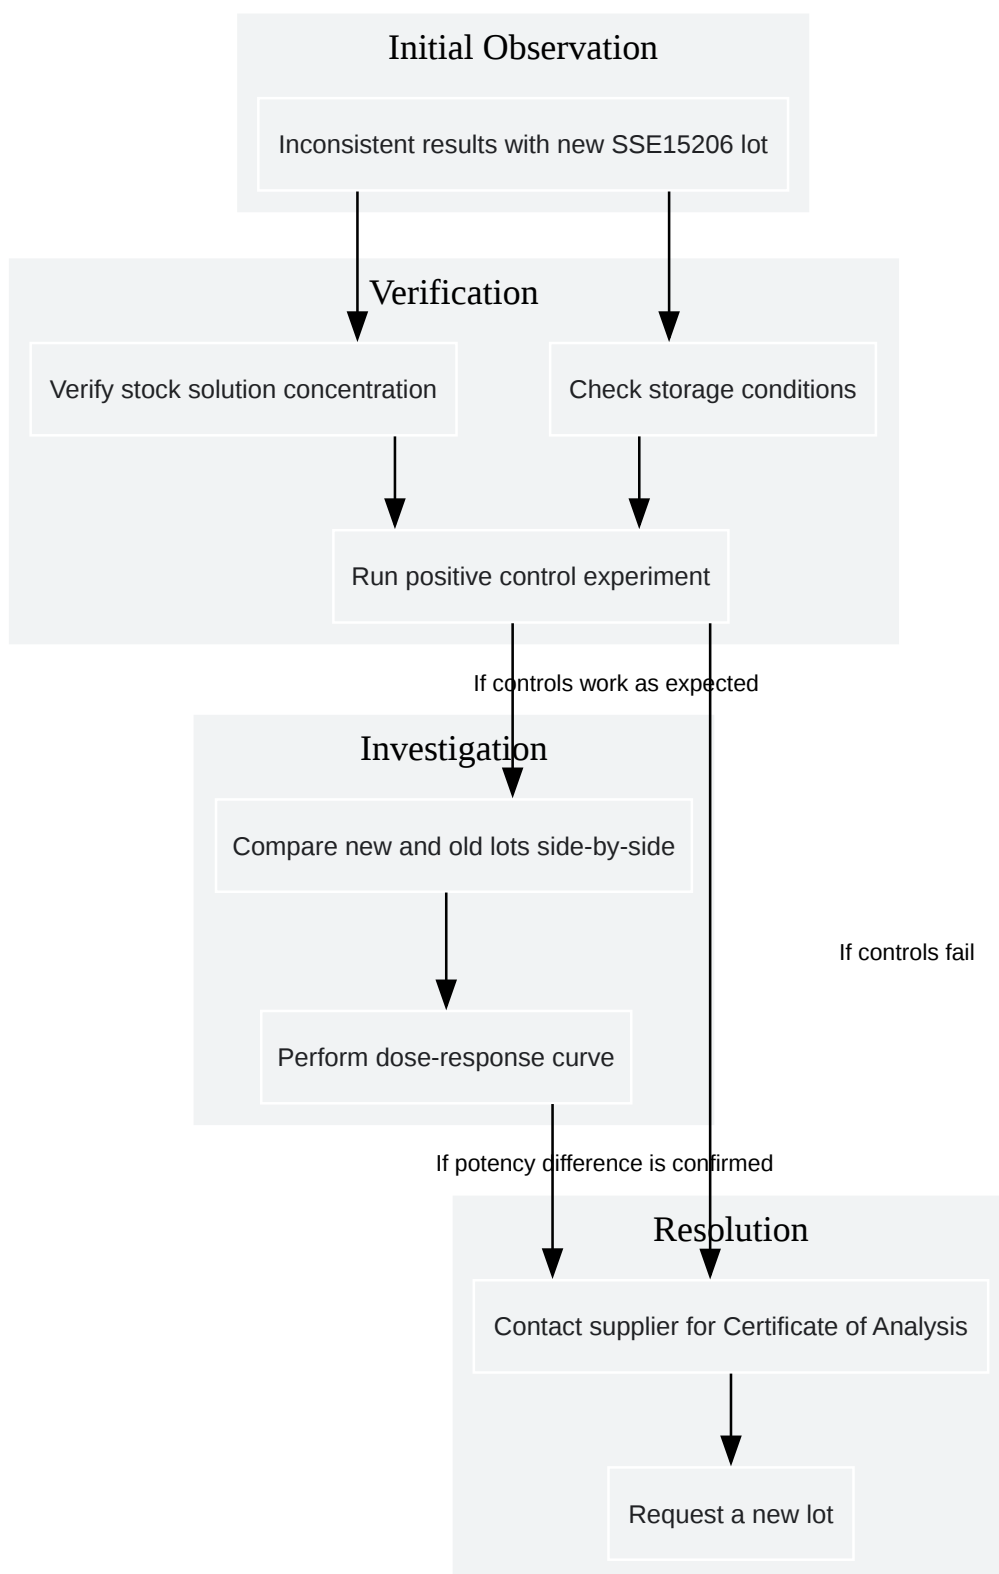 Initial Observation
Inconsistent results with new SSE15206 lot
Verification
Verify stock solution concentration
Check storage conditions
Run positive control experiment
If controls work as expected
Investigation
Compare new and old lots side-by-side
If controls fail
Perform dose-response curve
If potency difference is confirmed
Resolution
Contact supplier for Certificate of Analysis
Request a new lot